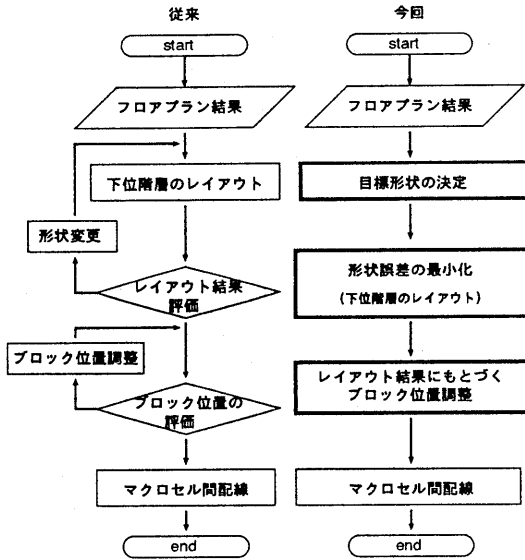 従来
start
フロアプラン結果
下位階層のレイアウト
形状変更
レイアウト結果
評価
ブロック位置調整
ブロック位置の
評価
マクロセル間配線
end
今回
start
フロアプラン結果
目標形状の決定
形状誤差の最小化
(下位階層のレイアウト)
レイアウト結果にもとづく
ブロック位置調整
マクロセル間配線
end